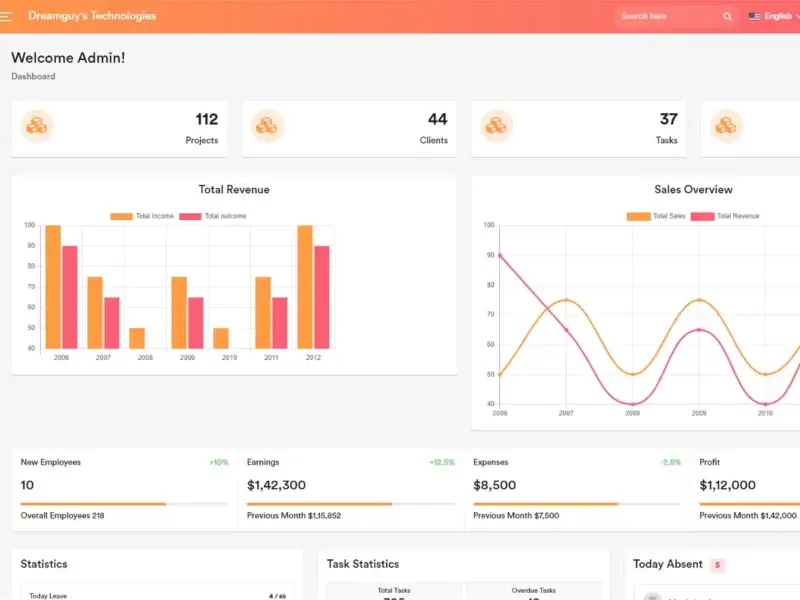 Dreamguy's Technologies
Search here
English
Welcome Admin!
Dashboard
112
Projects
44
Clients
37
Tasks
Total Revenue
Total Income Total outcome
100
90
80
70
60
50
40
2006 2007 2008 2009 2010 2011 2012
Sales Overview
Total Sales Total Revenue
100
90
80
70
60
50
40
2006 2007 2008 2009 2010
New Employees +10%
10
Overall Employees 218
Earnings +12.5%
$1,42,300
Previous Month $1,15,852
Expenses -2.8%
$8,500
Previous Month $7,500
Profit
$1,12,000
Previous Month $1,42,000
Statistics
Today Leave 4 / 65
Task Statistics
Total Tasks
Overdue Tasks
Today Absent 5